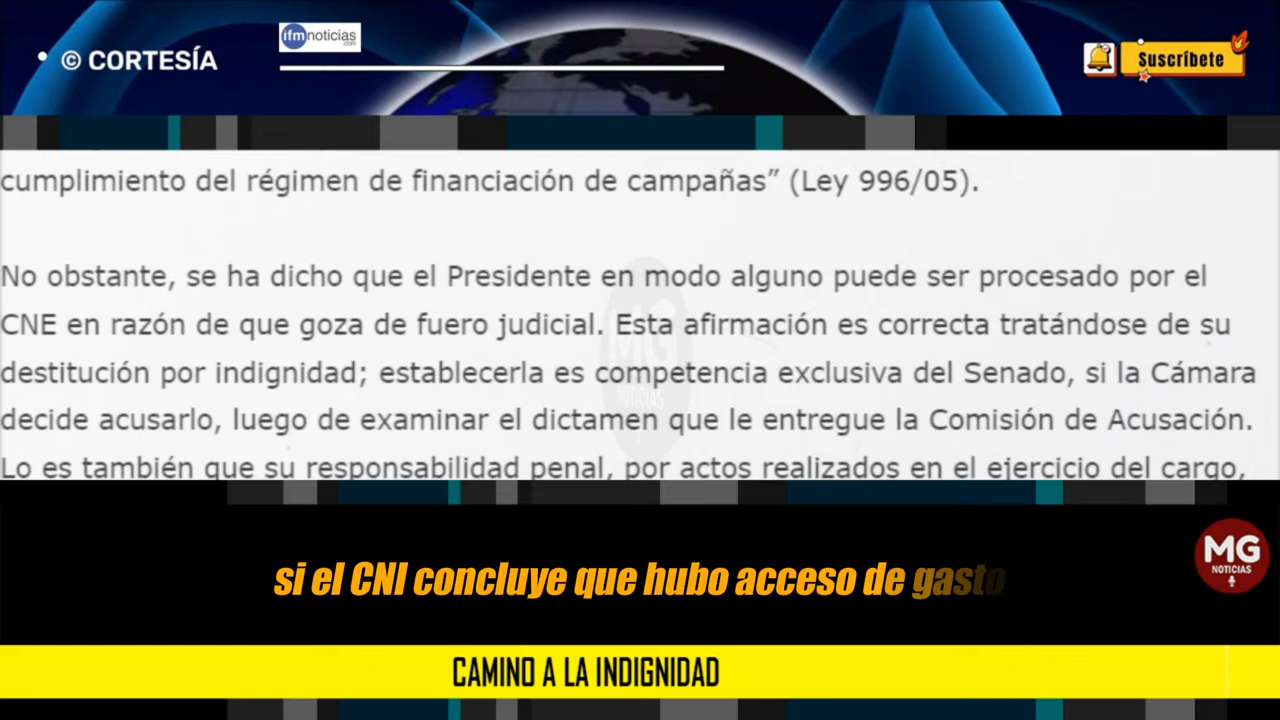 © CORTESÍA
ifmnoticias
.com
Suscríbete
cumplimiento del régimen de financiación de campañas” (Ley 996/05).
No obstante, se ha dicho que el Presidente en modo alguno puede ser procesado por el
CNE en razón de que goza de fuero judicial. Esta afirmación es correcta tratándose de su
destitución por indignidad; establecerla es competencia exclusiva del Senado, si la Cámara
decide acusarlo, luego de examinar el dictamen que le entregue la Comisión de Acusación.
Lo es también que su responsabilidad penal, por actos realizados en el ejercicio del cargo,
MG
NOTICIAS
si el CNI concluye que hubo acceso de gasto
MG
NOTICIAS
CAMINO A LA INDIGNIDAD